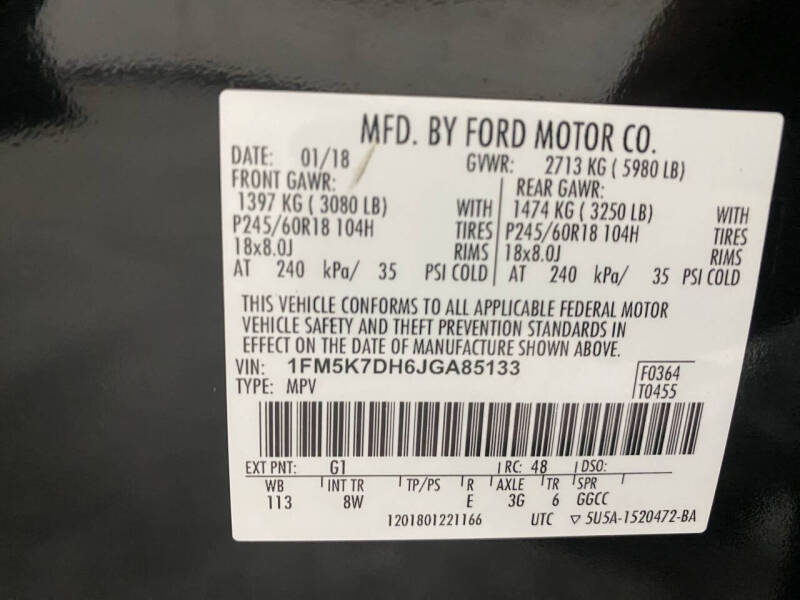 MFD. BY FORD MOTOR CO.
DATE: 01/18 GVWR: 2713 KG ( 5980 LB)
FRONT GAWR: REAR GAWR:
1397 KG ( 3080 LB) WITH 1474 KG ( 3250 LB) WITH
P245/60R18 104H TIRES P245/60R18 104H TIRES
18x8.0J RIMS 18x8.0J RIMS
AT 240 kPa/ 35 PSI COLD AT 240 kPa/ 35 PSI COLD
THIS VEHICLE CONFORMS TO ALL APPLICABLE FEDERAL MOTOR
VEHICLE SAFETY AND THEFT PREVENTION STANDARDS IN
EFFECT ON THE DATE OF MANUFACTURE SHOWN ABOVE.
VIN: 1FM5K7DH6JGA85133 F0364
TYPE: MPV T0455
EXT PNT: G1 RC: 48 DSO:
WB INT TR TP/PS R AXLE TR SPR
113 8W E 3G 6 GGCC
1201801221166 UTC ▽ 5U5A-1520472-BA